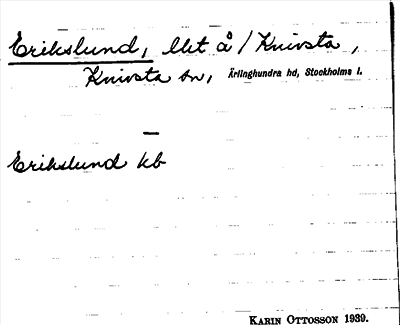 Erikslund, lht å / Knivsta,
Knivsta sn, Ärlinghundra hd, Stockholms l.
—
Erikslund kb
KARIN OTTOSSON 1939.